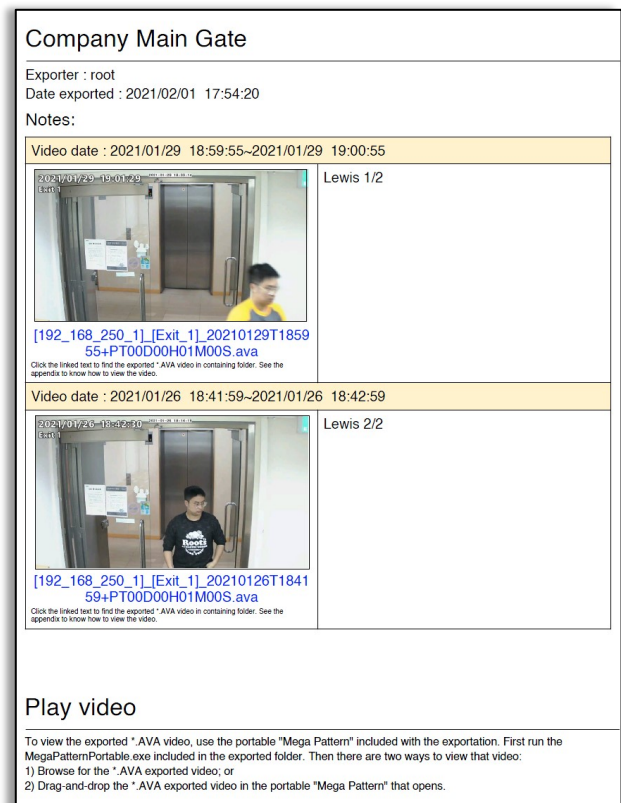 Company Main Gate
Exporter : root
Date exported : 2021/02/01 17:54:20
Notes:
Video date : 2021/01/29 18:59:55~2021/01/29 19:00:55
2021/01/29 19:01:29
Exit 1
Lewis 1/2
[192_168_250_1]_[Exit_1]_20210129T1859
55+PT00D00H01M00S.ava
Click the linked text to find the exported *.AVA video in containing folder. See the
appendix to know how to view the video.
Video date : 2021/01/26 18:41:59~2021/01/26 18:42:59
2021/01/26 18:42:30
Exit 1
Lewis 2/2
Roots
[192_168_250_1]_[Exit_1]_20210126T1841
59+PT00D00H01M00S.ava
Click the linked text to find the exported *.AVA video in containing folder. See the
appendix to know how to view the video.
Play video
To view the exported *.AVA video, use the portable "Mega Pattern" included with the exportation. First run the
MegaPatternPortable.exe included in the exported folder. Then there are two ways to view that video:
1) Browse for the *.AVA exported video; or
2) Drag-and-drop the *.AVA exported video in the portable "Mega Pattern" that opens.